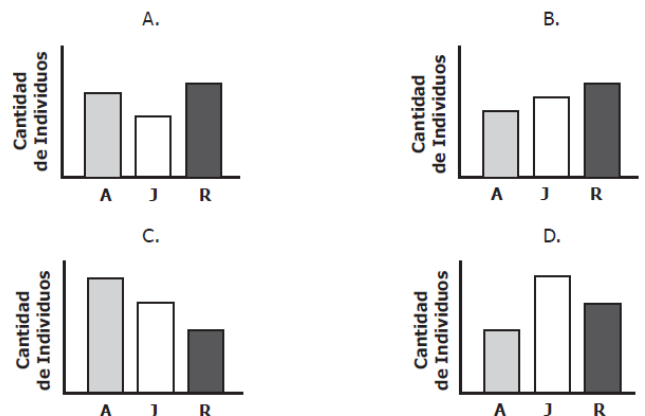 A.
B.
Cantidad
de Individuos
A J R
Cantidad
de Individuos
A J R
C.
D.
Cantidad
de Individuos
A J R
Cantidad
de Individuos
A J R